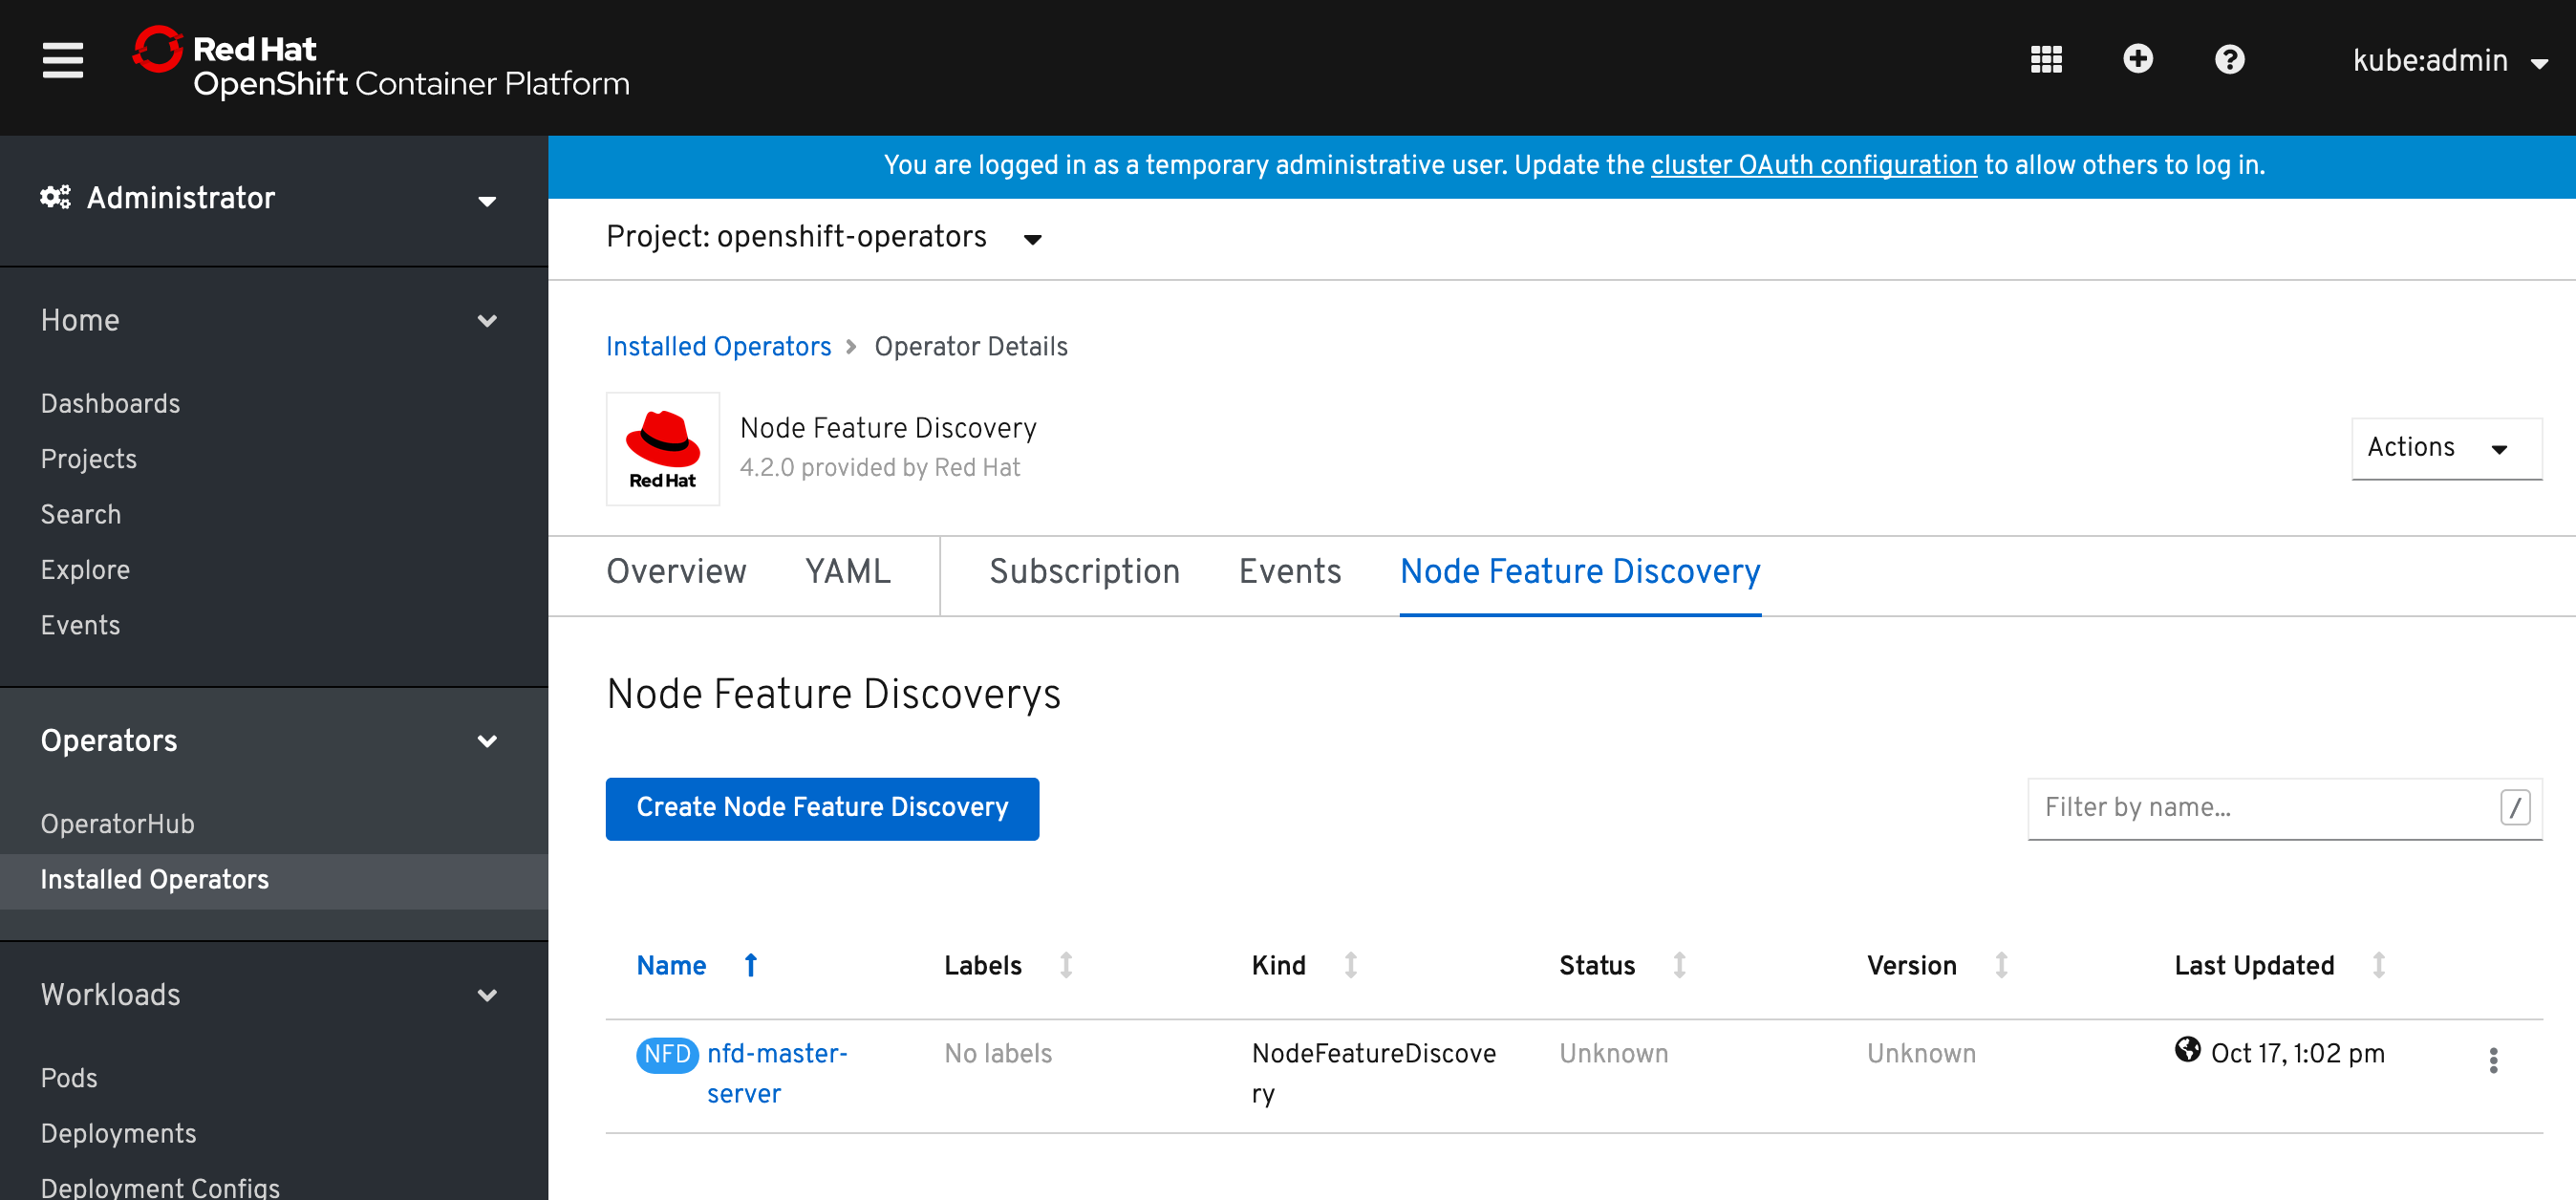 Red Hat
OpenShift Container Platform
kube:admin
Administrator
You are logged in as a temporary administrative user. Update the cluster OAuth configuration to allow others to log in.
Project: openshift-operators
Home
Dashboards
Projects
Search
Explore
Events
Operators
OperatorHub
Installed Operators
Workloads
Pods
Deployments
Deployment Configs
Installed Operators > Operator Details
Red Hat
Node Feature Discovery
4.2.0 provided by Red Hat
Actions
Overview YAML Subscription Events Node Feature Discovery
Node Feature Discoverys
Create Node Feature Discovery
Filter by name...
/
Name Labels Kind Status Version Last Updated
NFD nfd-master-
server
No labels
NodeFeatureDiscove
ry
Unknown
Unknown
Oct 17, 1:02 pm